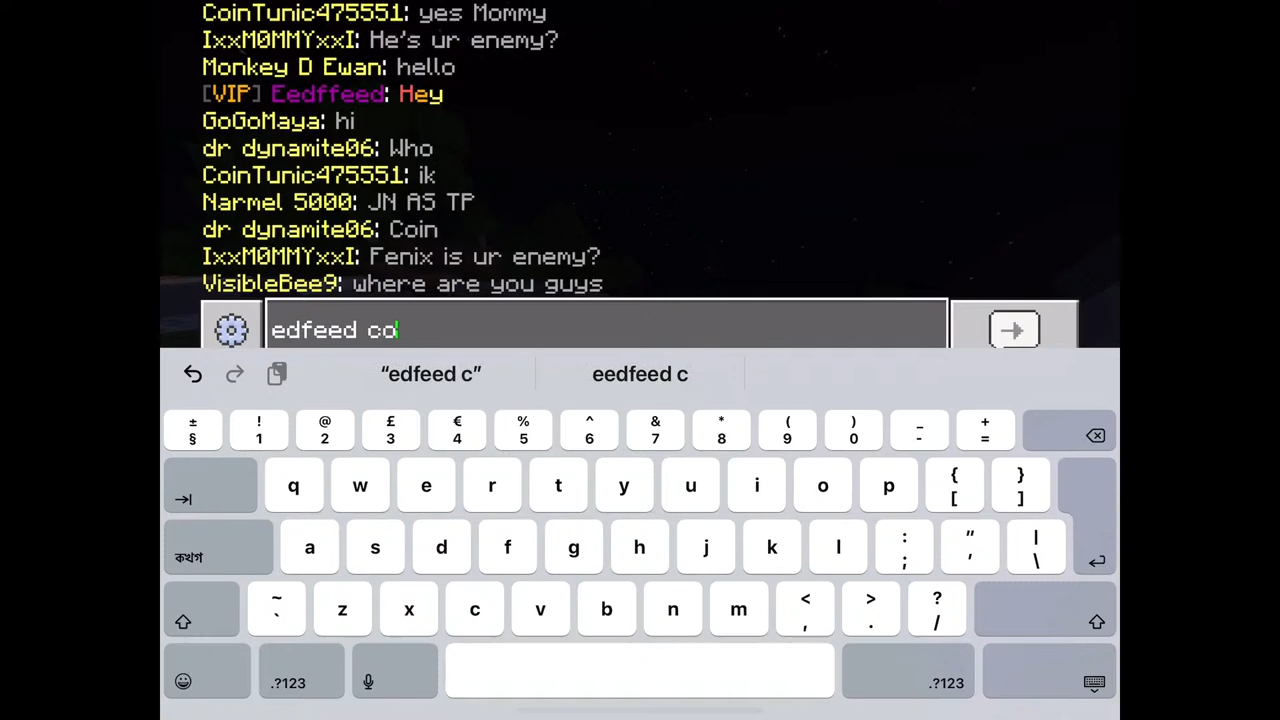 CoinTunic475551: yes Mommy
IxxM0MMYxxI: He's ur enemy?
Monkey D Ewan: hello
[VIP] Eedffeed: Hey
GoGoMaya: hi
dr dynamite06: Who
CoinTunic475551: ik
Narmel 5000: JN AS TP
dr dynamite06: Coin
IxxM0MMYxxI: Fenix is ur enemy?
VisibleBee9: where are you guys
edfeed co
“edfeed c” eedfeed c
± ! @ £ € % ^ & * ( ) _ +
§ 1 2 3 4 5 6 7 8 9 0 - =
q w e r t y u i o p { }
[ ]
কখগ a s d f g h j k l : " |
; ' \
~ z x c v b n m < > ?
` , . /
.?123 .?123